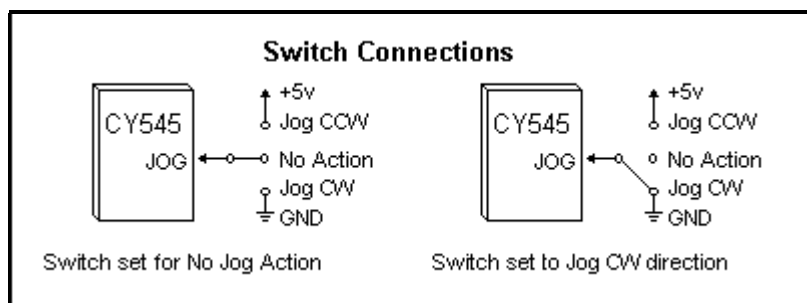 Switch Connections
+5v
CY545
Jog CCW
JOG
No Action
Jog CW
GND
Switch set for No Jog Action
+5v
CY545
Jog CCW
JOG
No Action
Jog CW
GND
Switch set to Jog CW direction